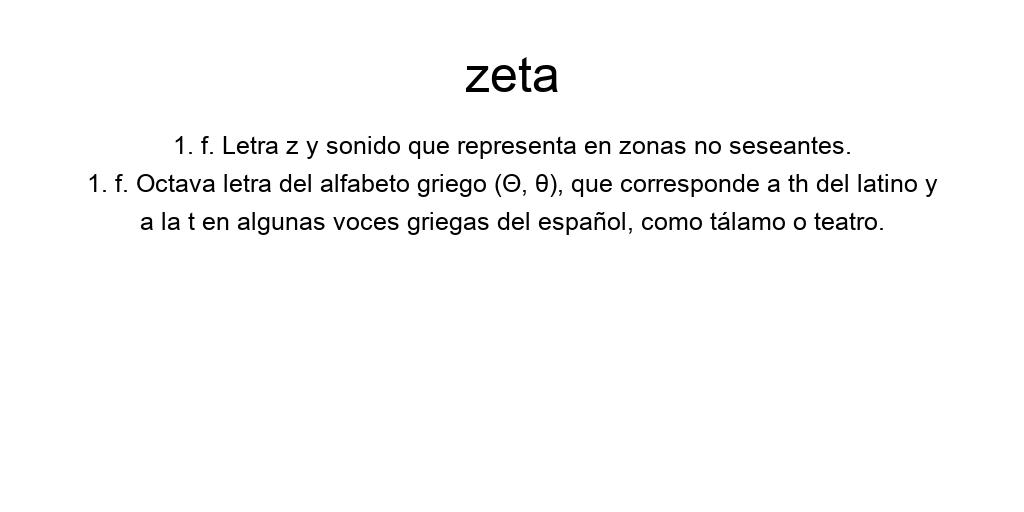 zeta
1. f. Letra z y sonido que representa en zonas no seseantes.
1. f. Octava letra del alfabeto griego (Θ, θ), que corresponde a th del latino y
a la t en algunas voces griegas del español, como tálamo o teatro.